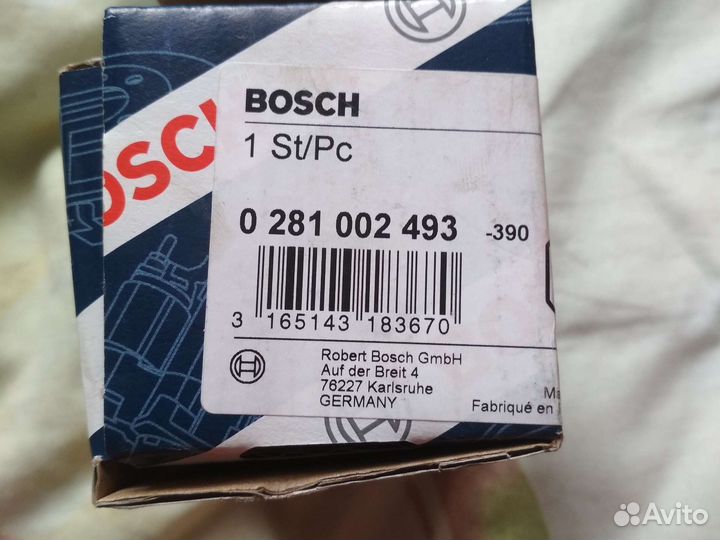 BOSCH
BOSCH
1 St/Pc
0 281 002 493 -390
3 165143 183670
Robert Bosch GmbH
Auf der Breit 4
76227 Karlsruhe
GERMANY
Fabriqué en
Avito